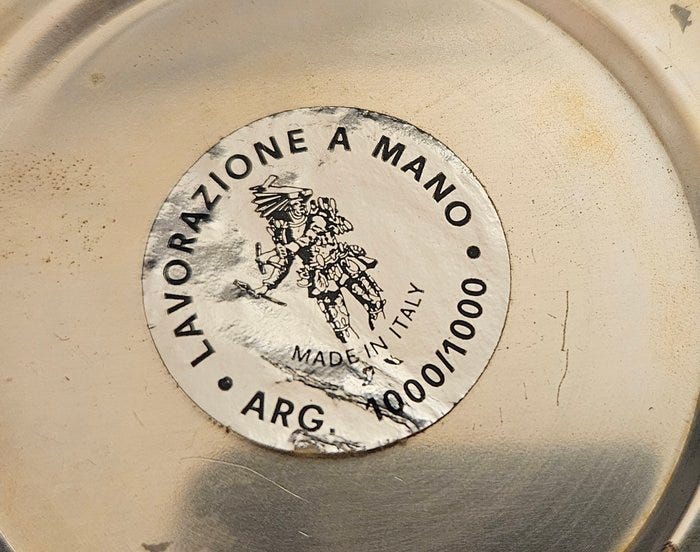 • LAVORAZIONE A MANO •
MADE IN ITALY
ARG. 1000/1000